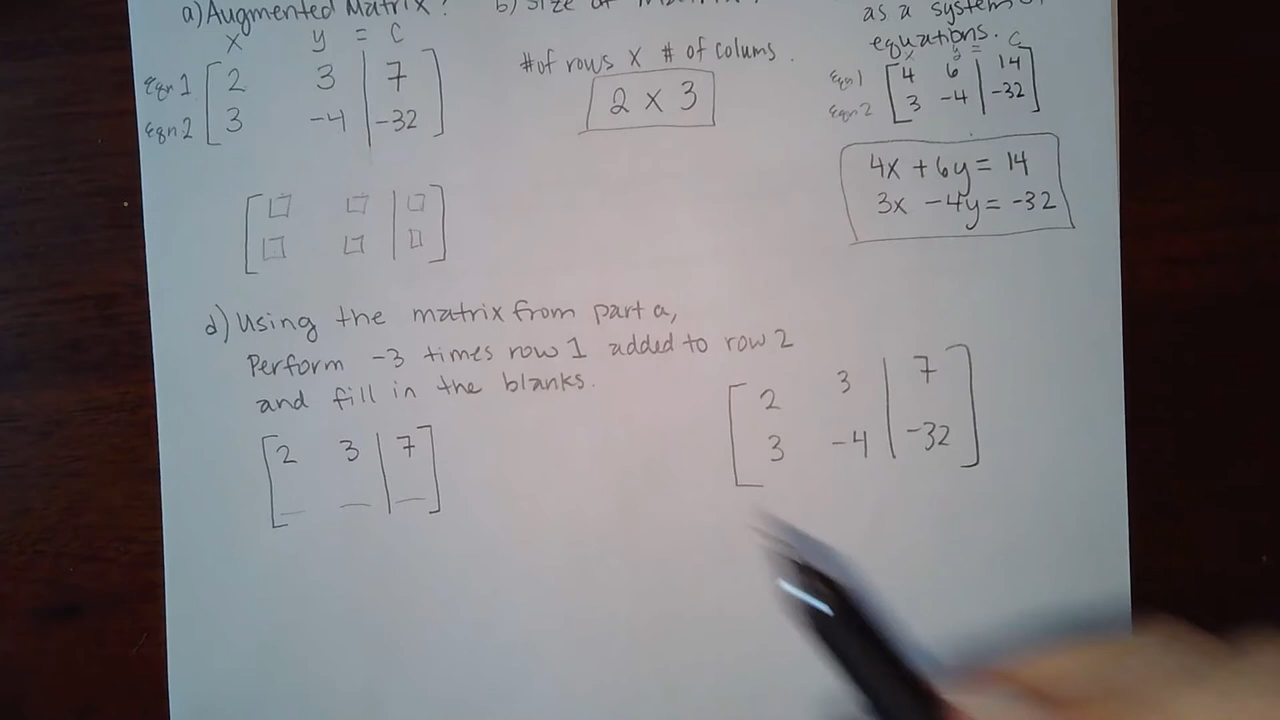 a) Augmented Matrix?
x y = C
Eqn 1 [ 2 3 | 7 ]
Eqn 2 [ 3 -4 | -32 ]
b) Size of
# of rows x # of colums.
2 x 3
as a system
equations.
x y = C
Eqn 1 [ 4 6 | 14 ]
Eqn 2 [ 3 -4 | -32 ]
4x + 6y = 14
3x - 4y = -32
[ □ □ | □ ]
[ □ □ | □ ]
d) Using the matrix from part a,
Perform -3 times row 1 added to row 2
and fill in the blanks.
[ 2 3 | 7 ]
[ _ _ | _ ]
[ 2 3 | 7 ]
[ 3 -4 | -32 ]